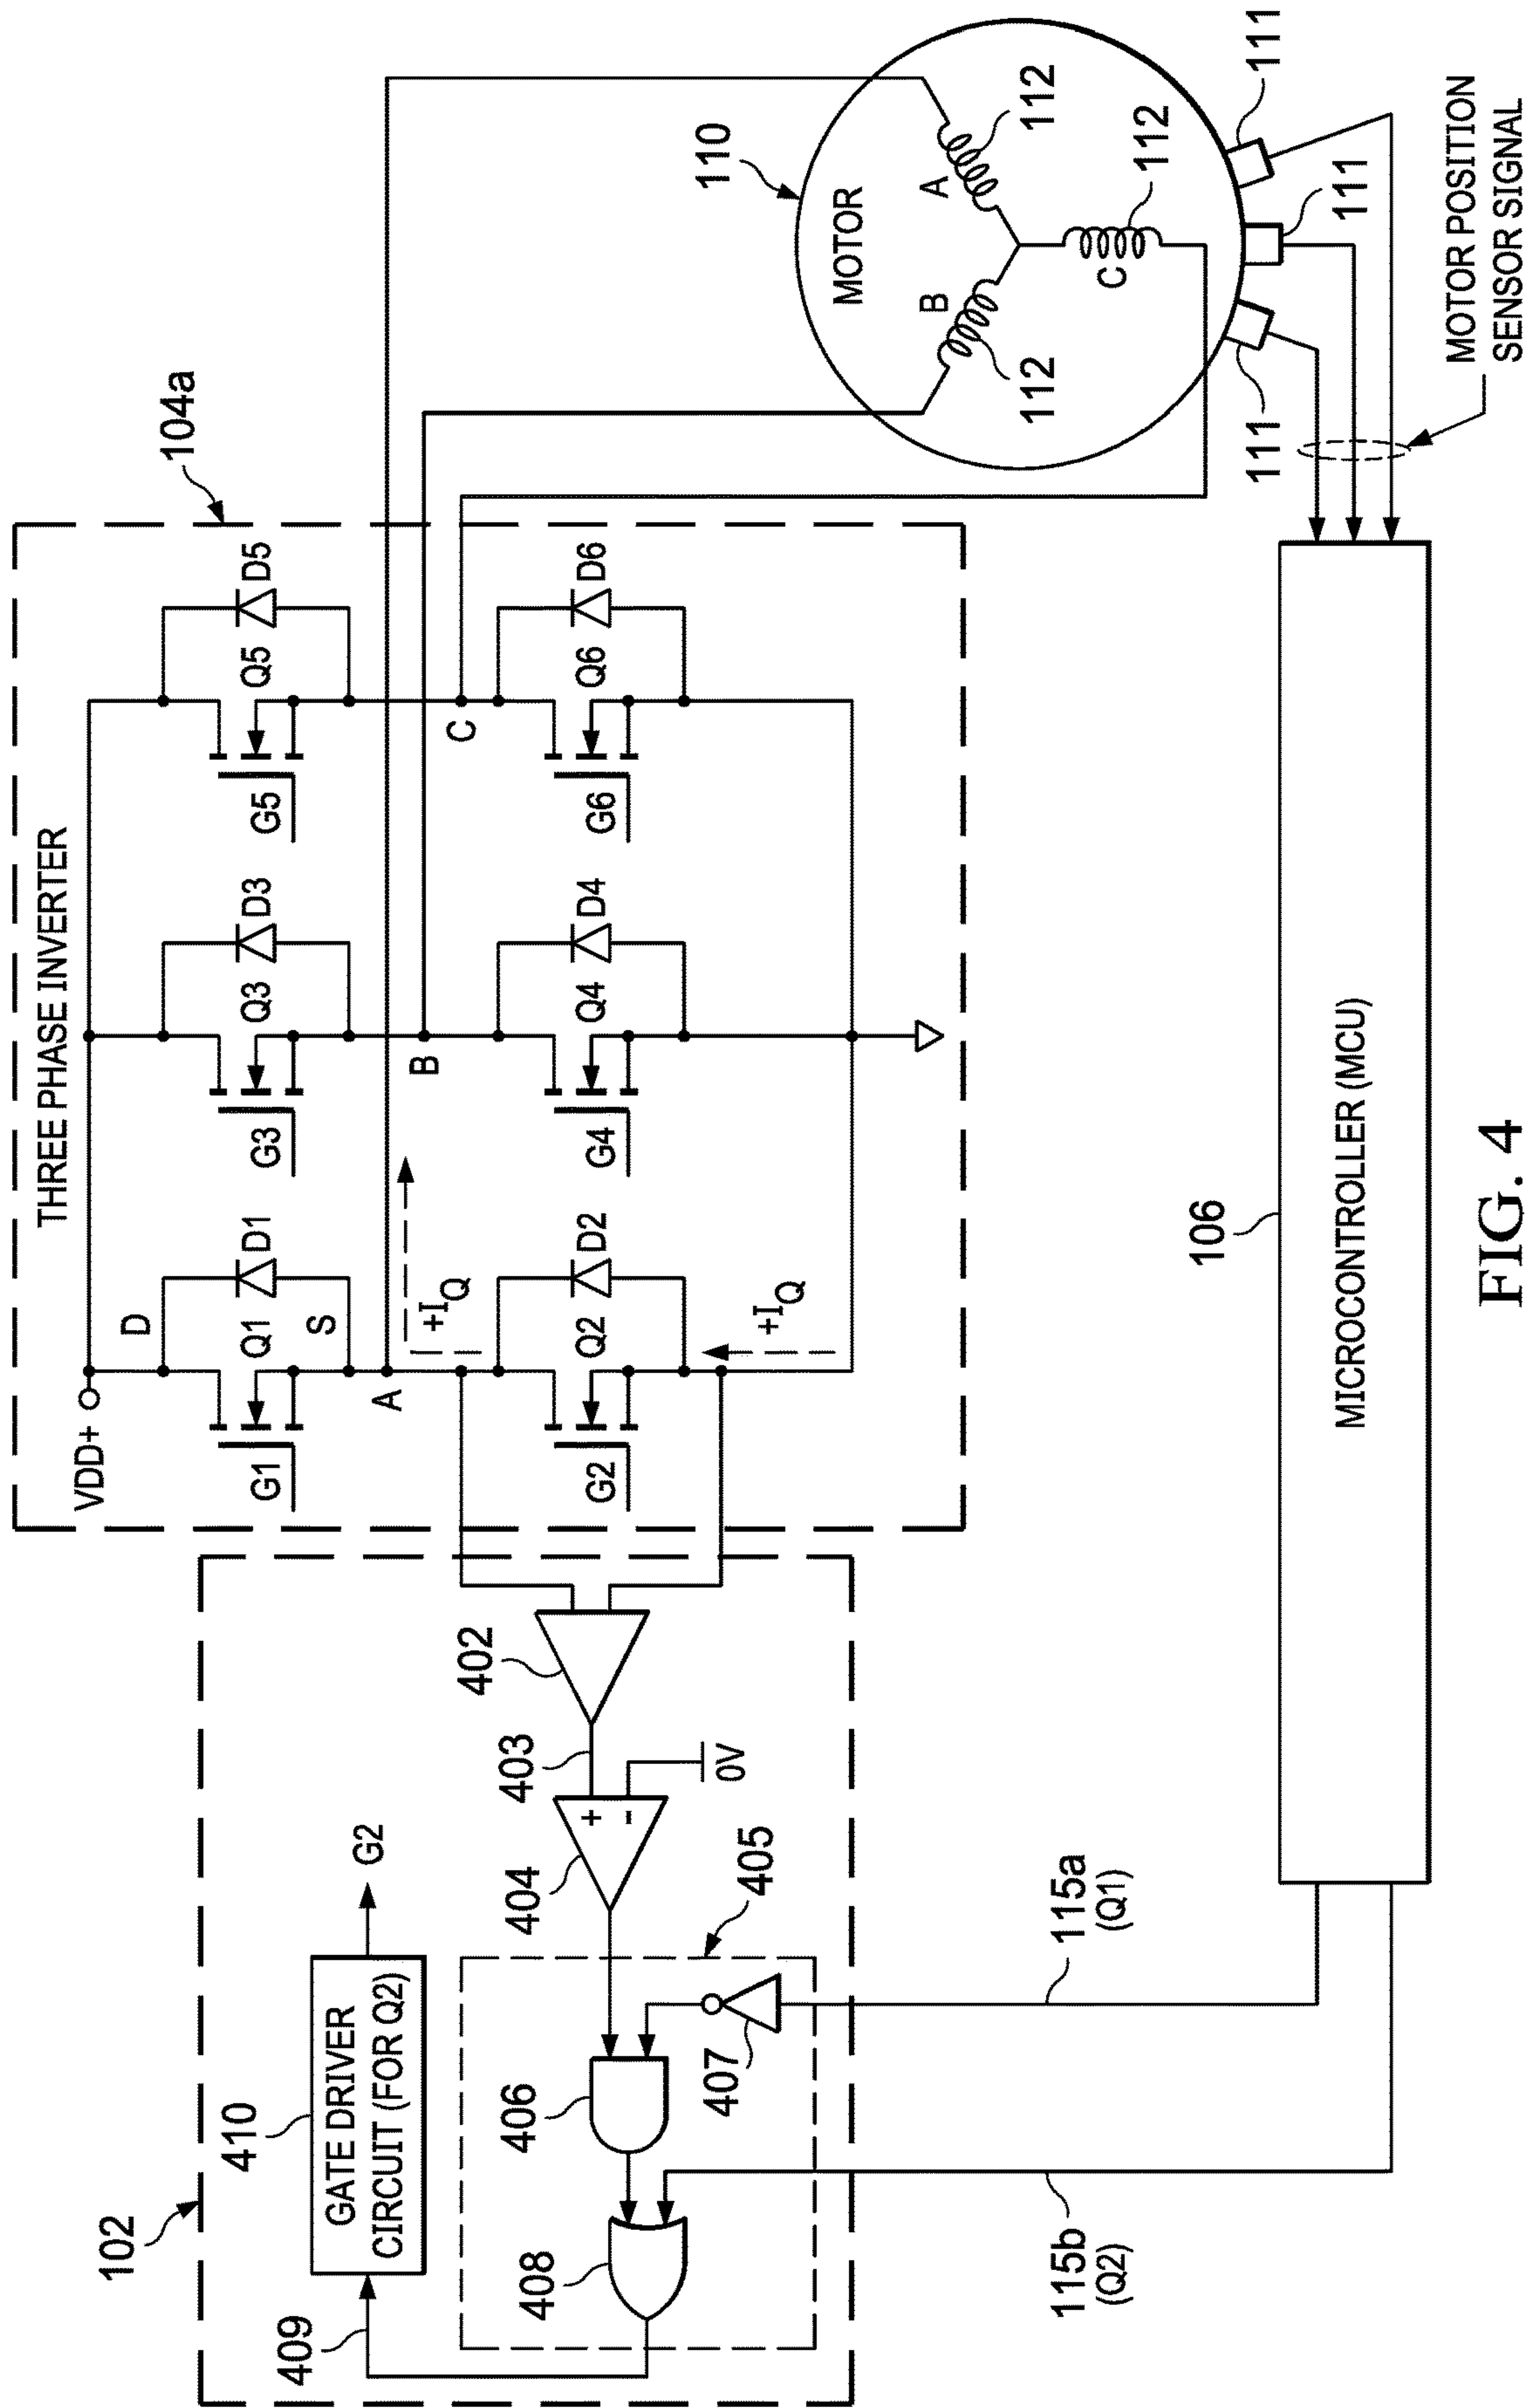 THREE PHASE INVERTER
104a
VDD+
D
Q1
D1
S
G1
Q3
D3
G3
Q5
D5
G5
A
B
C
+IQ
Q2
D2
G2
+IQ
Q4
D4
G4
Q6
D6
G6
110
MOTOR
A
112
B
112
C
112
111
111
111
MOTOR POSITION
SENSOR SIGNAL
102
410
GATE DRIVER
CIRCUIT (FOR Q2)
G2
409
408
406
407
405
404
+
-
0V
403
402
115b
(Q2)
115a
(Q1)
106
MICROCONTROLLER (MCU)
FIG. 4